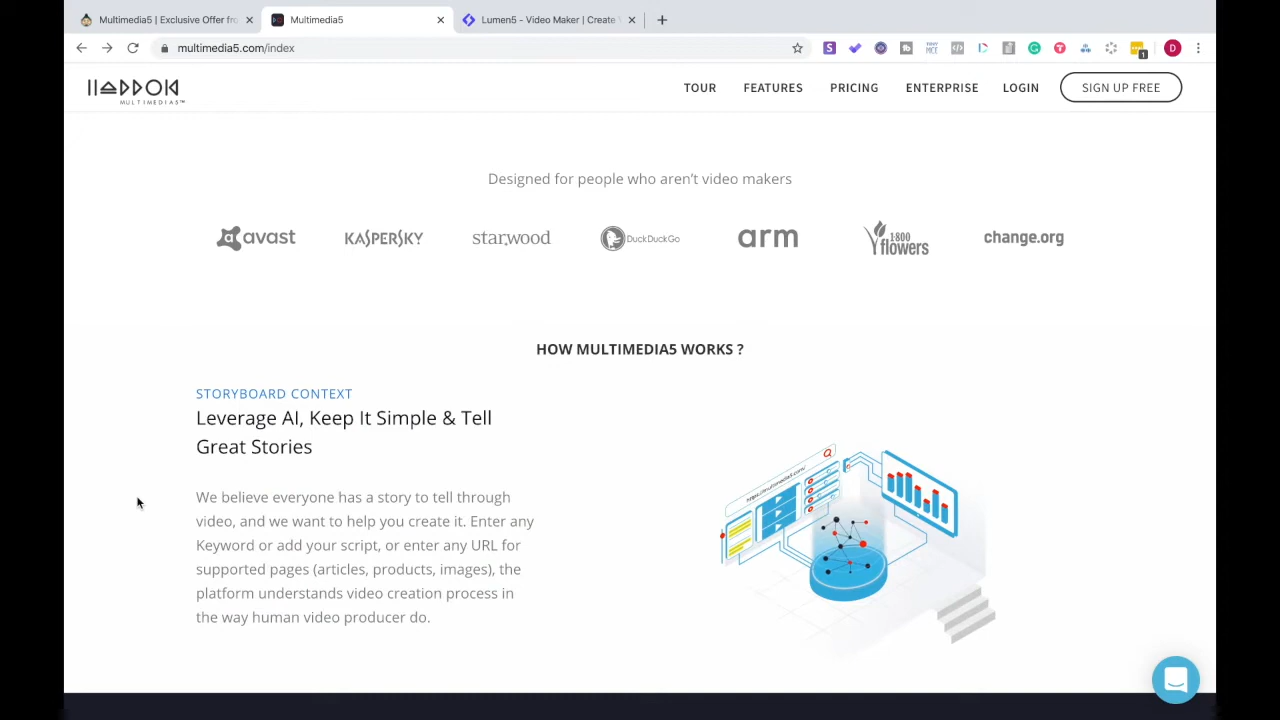 Multimedia5 | Exclusive Offer fro
Multimedia5
Lumen5 - Video Maker | Create V
multimedia5.com/index
MULTIMEDIA5™
TOUR
FEATURES
PRICING
ENTERPRISE
LOGIN
SIGN UP FREE
Designed for people who aren't video makers
avast
KASPERSKY
starwood
DuckDuckGo
arm
1·800 flowers
change.org
HOW MULTIMEDIA5 WORKS ?
STORYBOARD CONTEXT
Leverage AI, Keep It Simple & Tell
Great Stories
We believe everyone has a story to tell through
video, and we want to help you create it. Enter any
Keyword or add your script, or enter any URL for
supported pages (articles, products, images), the
platform understands video creation process in
the way human video producer do.
https://multimedia5.com/